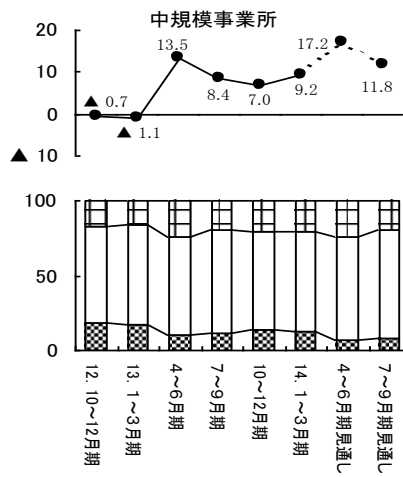 中規模事業所
20
10
0
▲ 10
▲ 0.7
▲ 1.1
13.5
8.4
7.0
9.2
17.2
11.8
100
50
0
12. 10~12月期
13. 1~3月期
4~6月期
7~9月期
10~12月期
14. 1~3月期
4~6月期見通し
7~9月期見通し